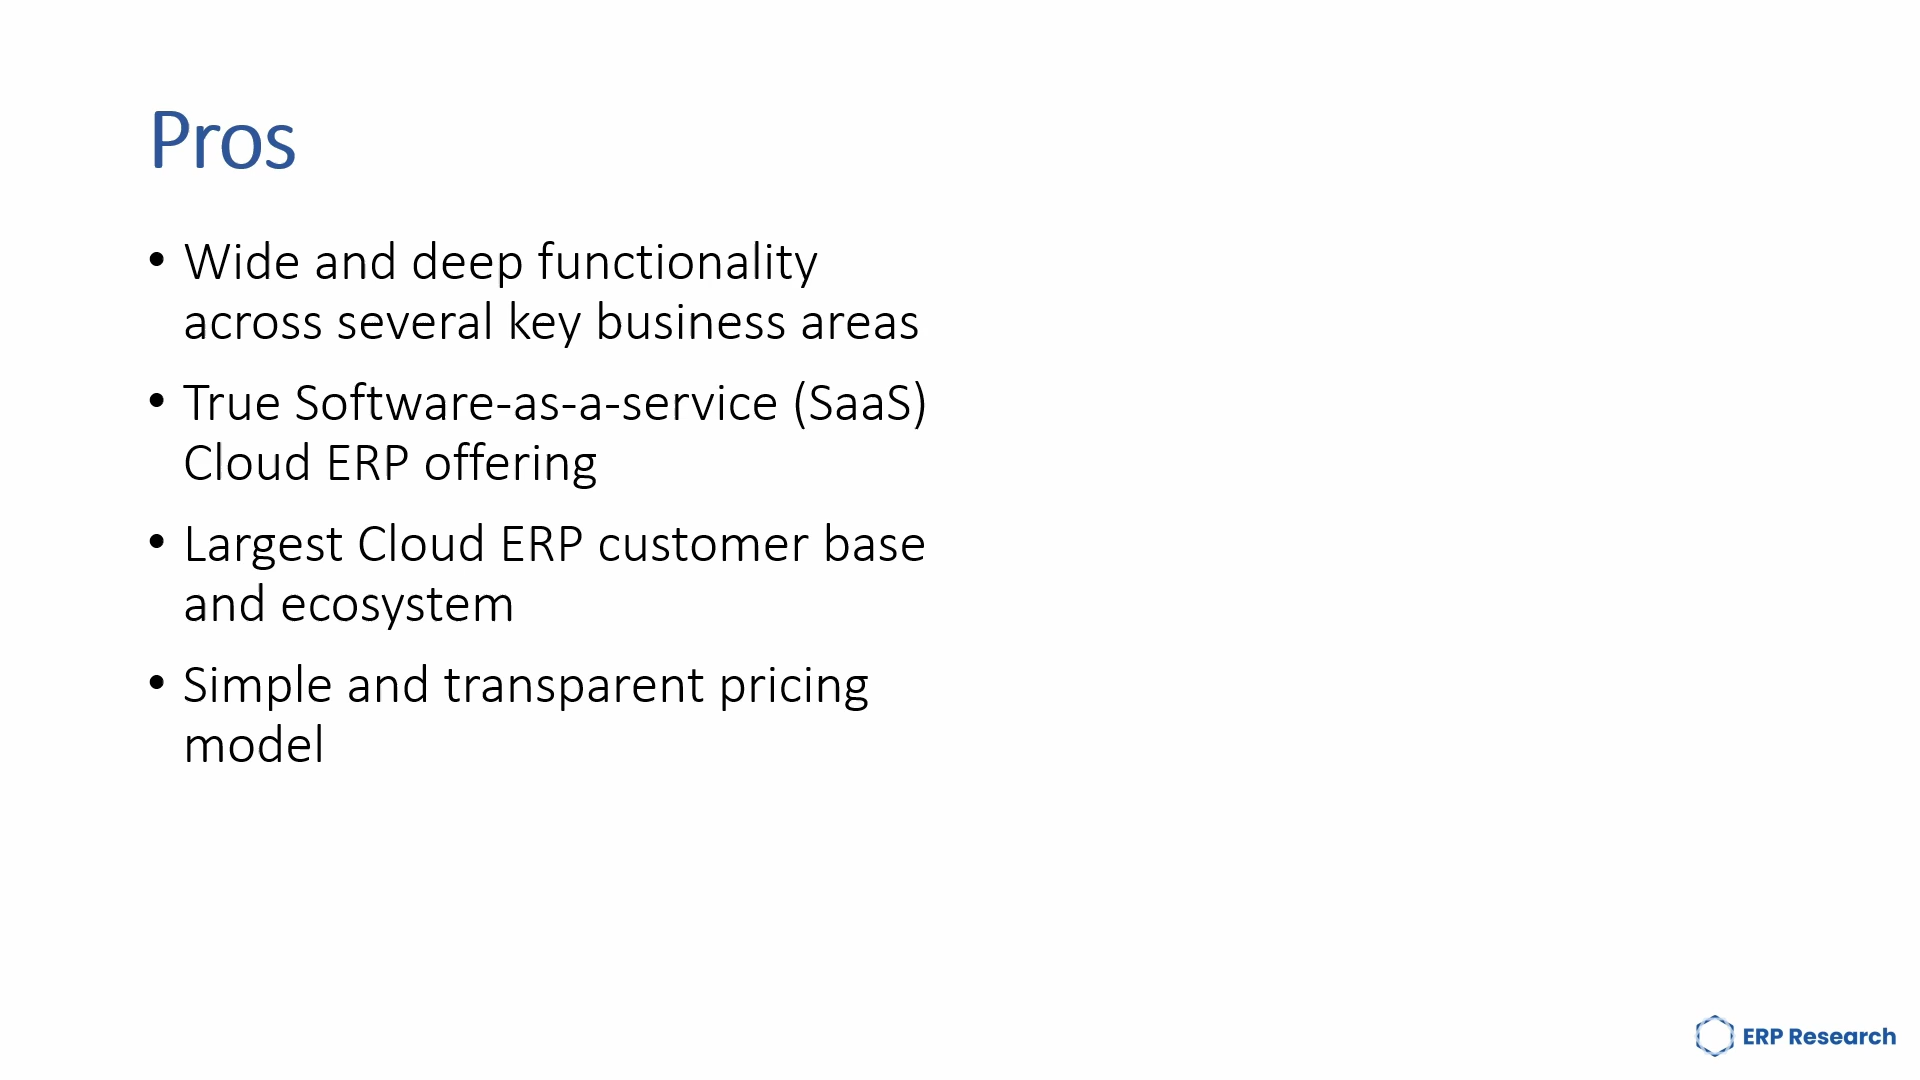 Pros
• Wide and deep functionality
across several key business areas
• True Software-as-a-service (SaaS)
Cloud ERP offering
• Largest Cloud ERP customer base
and ecosystem
• Simple and transparent pricing
model
ERP Research